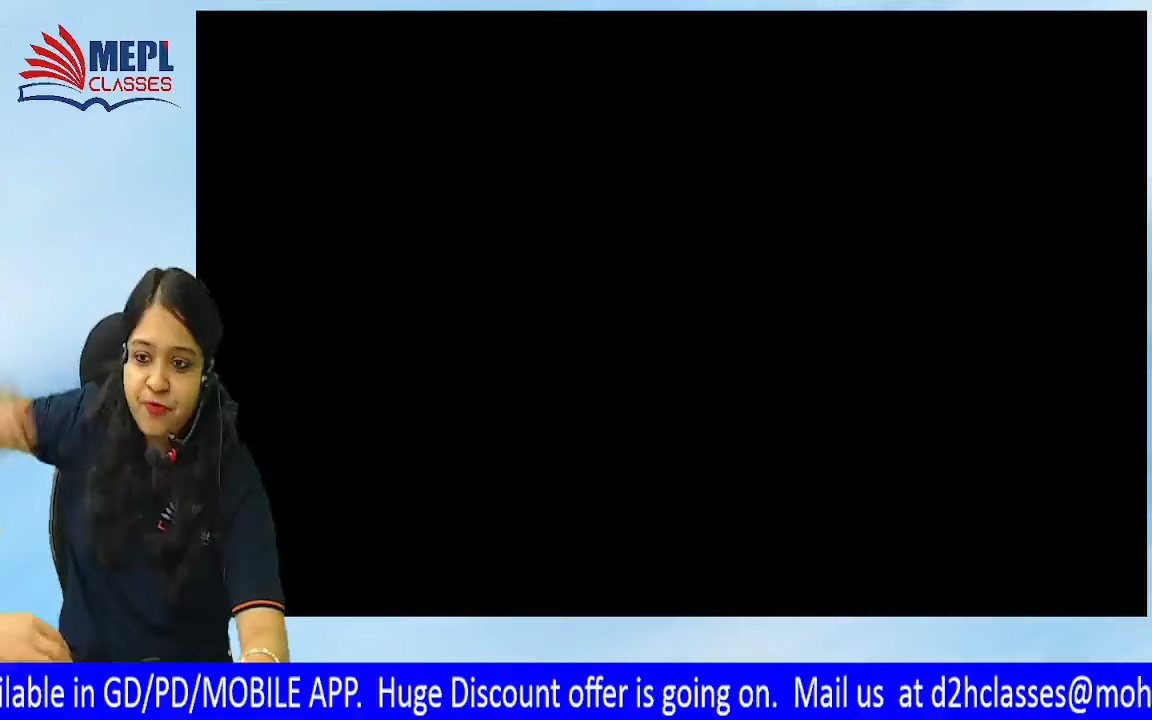 MEPL
CLASSES
ilable in GD/PD/MOBILE APP. Huge Discount offer is going on. Mail us at d2hclasses@moh